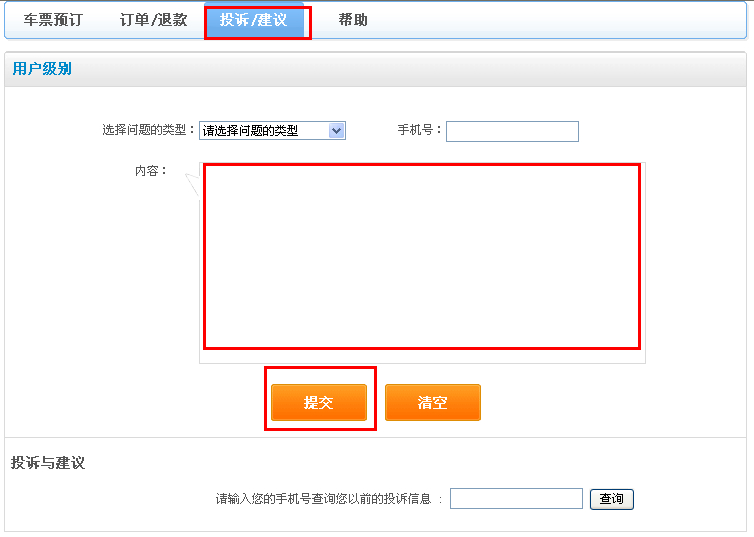 车票预订 订单/退款 投诉/建议 帮助
用户级别
选择问题的类型： 请选择问题的类型 手机号：
内容：
提交 清空
投诉与建议
请输入您的手机号查询您以前的投诉信息 ： 查询